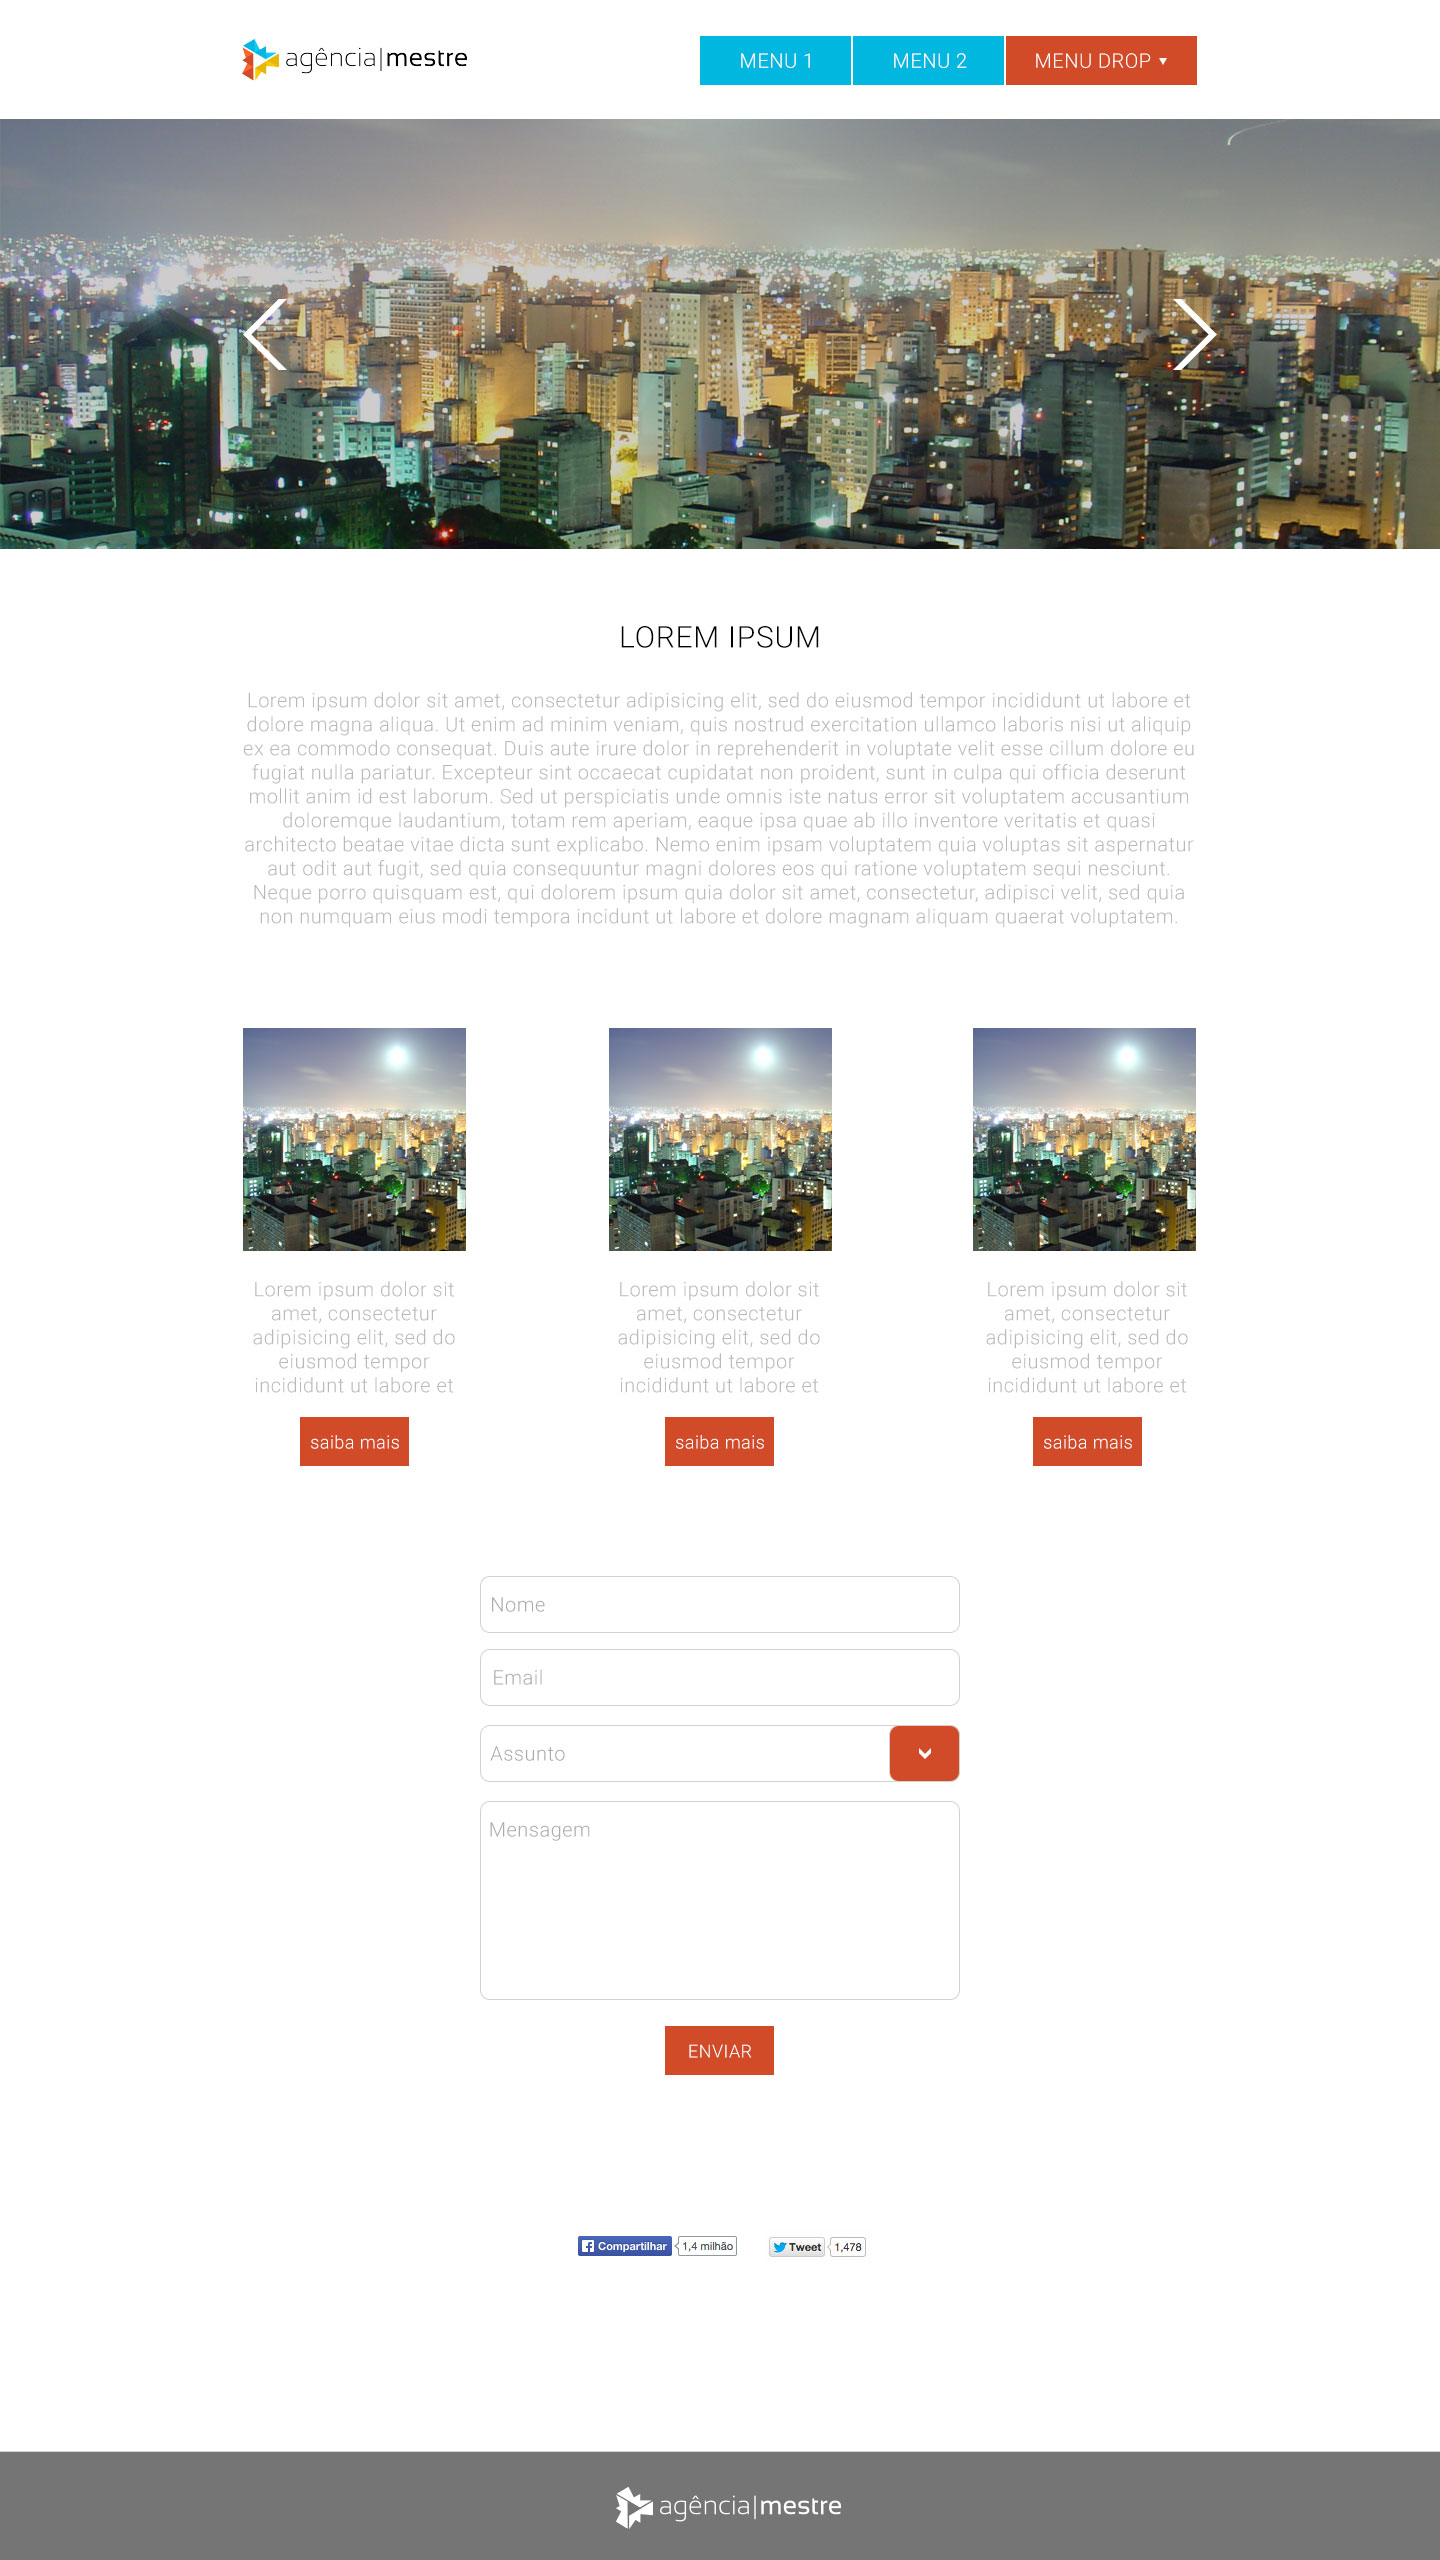 agência|mestre
MENU 1 MENU 2 MENU DROP
LOREM IPSUM
Lorem ipsum dolor sit amet, consectetur adipisicing elit, sed do eiusmod tempor incididunt ut labore et
dolore magna aliqua. Ut enim ad minim veniam, quis nostrud exercitation ullamco laboris nisi ut aliquip
ex ea commodo consequat. Duis aute irure dolor in reprehenderit in voluptate velit esse cillum dolore eu
fugiat nulla pariatur. Excepteur sint occaecat cupidatat non proident, sunt in culpa qui officia deserunt
mollit anim id est laborum. Sed ut perspiciatis unde omnis iste natus error sit voluptatem accusantium
doloremque laudantium, totam rem aperiam, eaque ipsa quae ab illo inventore veritatis et quasi
architecto beatae vitae dicta sunt explicabo. Nemo enim ipsam voluptatem quia voluptas sit aspernatur
aut odit aut fugit, sed quia consequuntur magni dolores eos qui ratione voluptatem sequi nesciunt.
Neque porro quisquam est, qui dolorem ipsum quia dolor sit amet, consectetur, adipisci velit, sed quia
non numquam eius modi tempora incidunt ut labore et dolore magnam aliquam quaerat voluptatem.
Lorem ipsum dolor sit
amet, consectetur
adipisicing elit, sed do
eiusmod tempor
incididunt ut labore et
saiba mais
Lorem ipsum dolor sit
amet, consectetur
adipisicing elit, sed do
eiusmod tempor
incididunt ut labore et
saiba mais
Lorem ipsum dolor sit
amet, consectetur
adipisicing elit, sed do
eiusmod tempor
incididunt ut labore et
saiba mais
Nome
Email
Assunto
Mensagem
ENVIAR
Compartilhar 1,4 milhão Tweet 1,478
agência|mestre